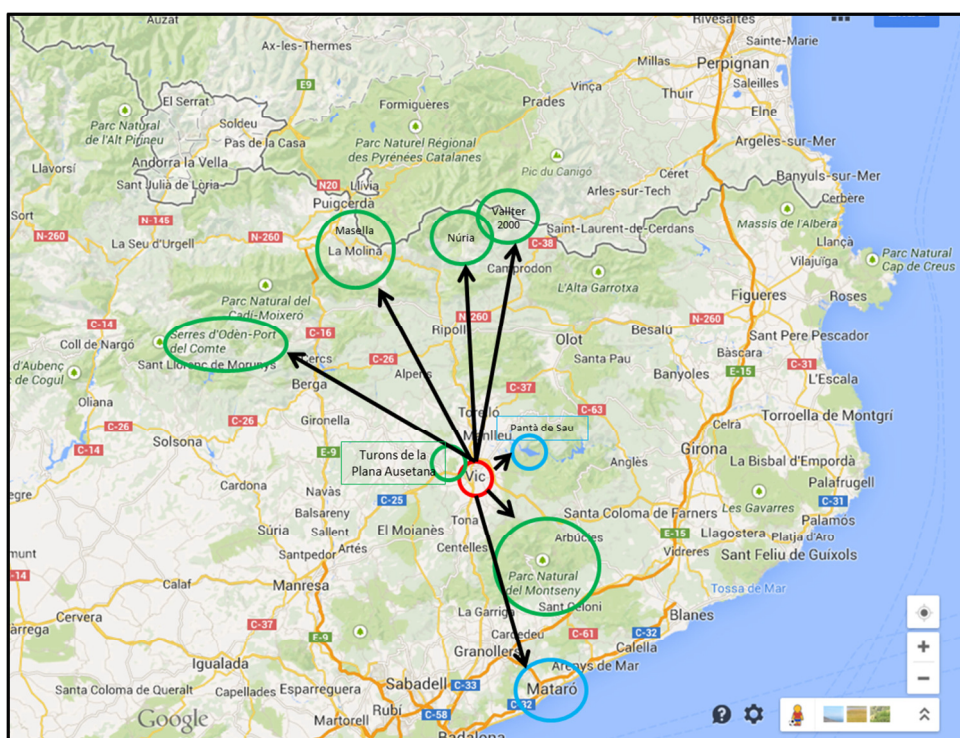 Auzat
Rivesaltes
Ax-les-Thermes
Sainte-Marie
Millas
Perpignan
E9
Vinça
Saleilles
El Serrat
Formiguères
Prades
Thuir
Elne
Parc Natural
de l'Alt Pirineu
Soldeu
Pas de la Casa
Parc Naturel Régional
des Pyrénées Catalanes
Argelès-sur-Mer
Llavorsí
Andorra la Vella
Pic du Canigó
Céret
Banyuls-sur-Mer
Sant Julià de Lòria
N20
Llívia
Arles-sur-Tech
Cerbère
Puigcerdà
Sort
N-145
Vallter
2000
Massis de l'Albera
N-260
La Seu d'Urgell
N-260
Masella
La Molina
Núria
Saint-Laurent-de-Cerdans
C-38
Llançà
Vilajuïga
Parc Natural
Cap de Creus
Camprodon
L'Alta Garrotxa
Figueres
Roses
Parc Natural del
Cadí-Moixeró
C-14
Coll de Nargó
Serres d'Odèn-Port
del Comte
Sant Llorenç de Morunys
C-16
Ripoll
N-260
Olot
Besalú
N-260
Sant Pere Pescador
d'Aubenç
de Cogul
Cercs
C-26
Santa Pau
Bàscara
C-31
Berga
Alpens
Banyoles
E-15
L'Escala
Oliana
C-37
C-26
C-26
Gironella
Torelló
C-63
Celrà
Torroella de Montgrí
Solsona
Manlleu
Pantà de Sau
Girona
E-9
Turons de la
Plana Ausetana
Vic
Anglès
La Bisbal d'Empordà
Cardona
Navàs
C-25
Palafrugell
Balsareny
Santa Coloma de Farners
Les Gavarres
C-31
Súria
Sallent
El Moianès
Tona
Palamós
Santpedor
Artés
Centelles
Arbúcies
E-15
Llagostera
Platja d'Aro
Vidreres
Sant Feliu de Guíxols
-14
Calaf
Manresa
Parc Natural
del Montseny
Tossa de Mar
La Garriga
Sant Celoni
Blanes
Cervera
C-37
Cardedeu
C-61
C-32
E-9
Granollers
Calella
Igualada
Arenys de Mar
Santa Coloma de Queralt
Capellades
Esparreguera
Sabadell
C-33
Mataró
C-32
Google
Martorell
Rubí
C-58
Badalona